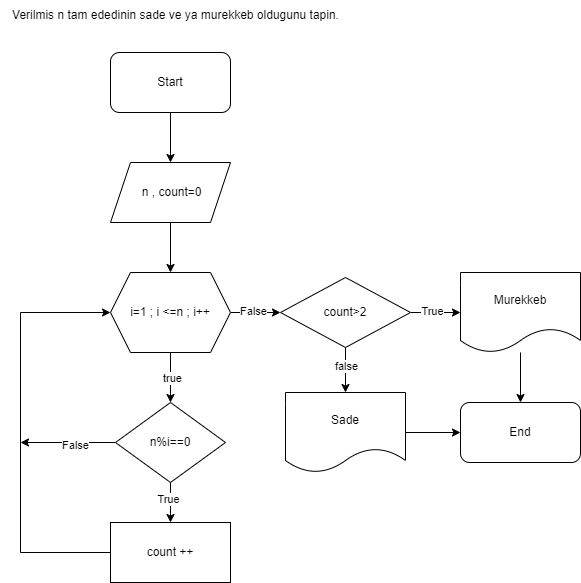 Verilmis n tam ededinin sade ve ya murekkeb oldugunu tapin.
Start
n , count=0
i=1 ; i <=n ; i++
False
count>2
True
Murekkeb
true
false
n%i==0
False
Sade
End
True
count ++